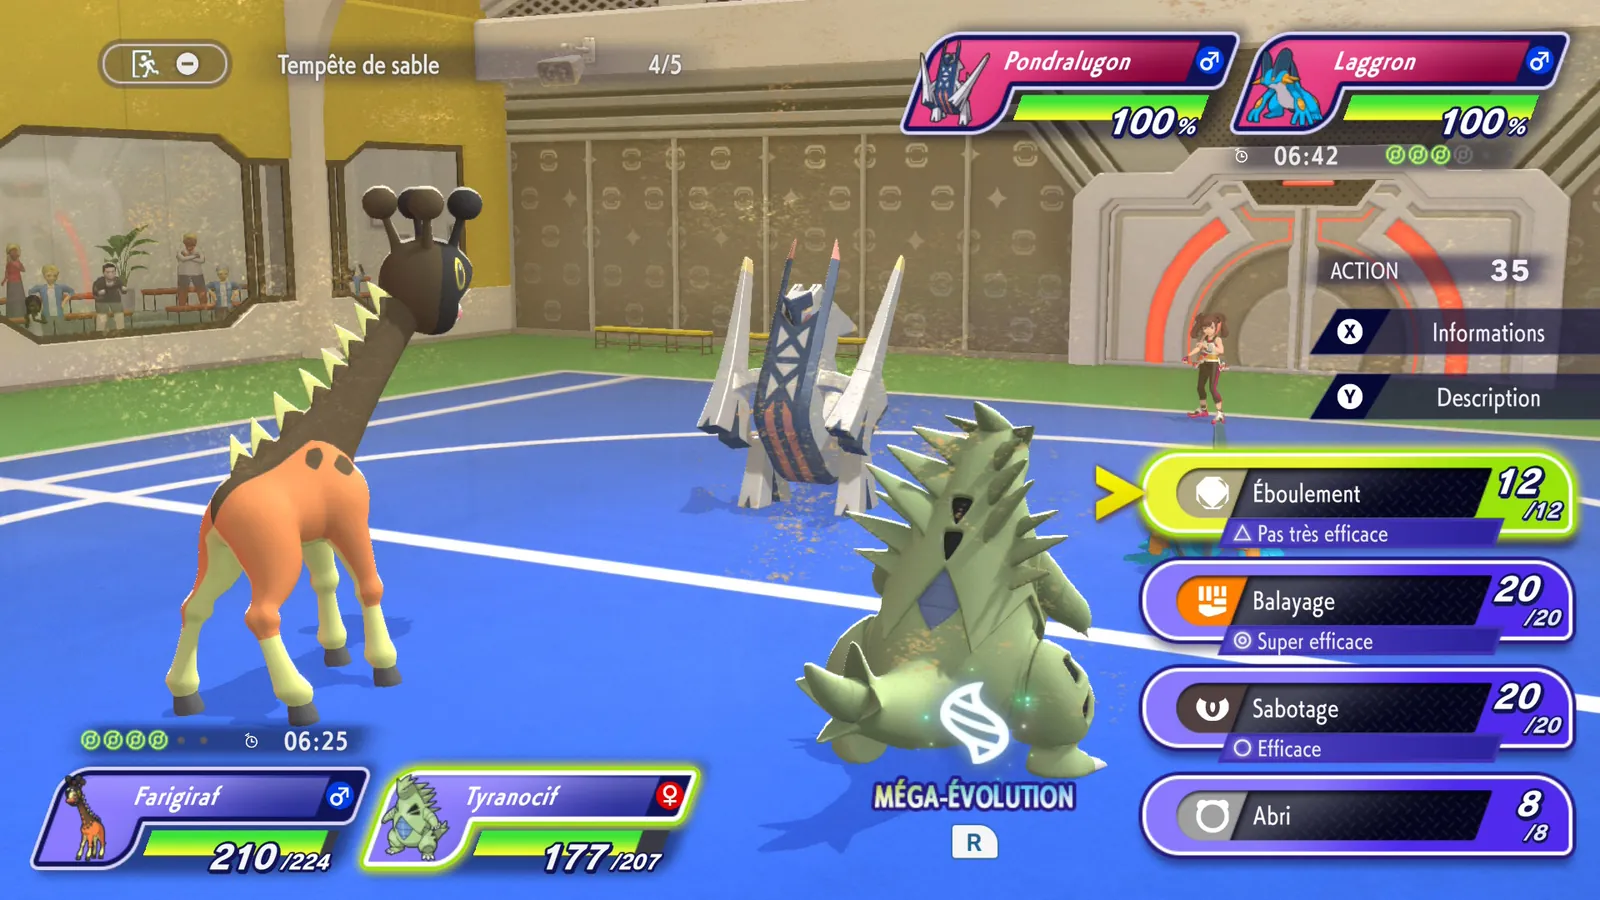 Tempête de sable
4/5
Pondralugon
100%
Laggron
100%
06:42
ACTION 35
X Informations
Y Description
Éboulement
12/12
Pas très efficace
Balayage
20/20
Super efficace
Sabotage
20/20
Efficace
Abri
8/8
MÉGA-ÉVOLUTION
R
06:25
Farigiraf
210/224
Tyranocif
177/207